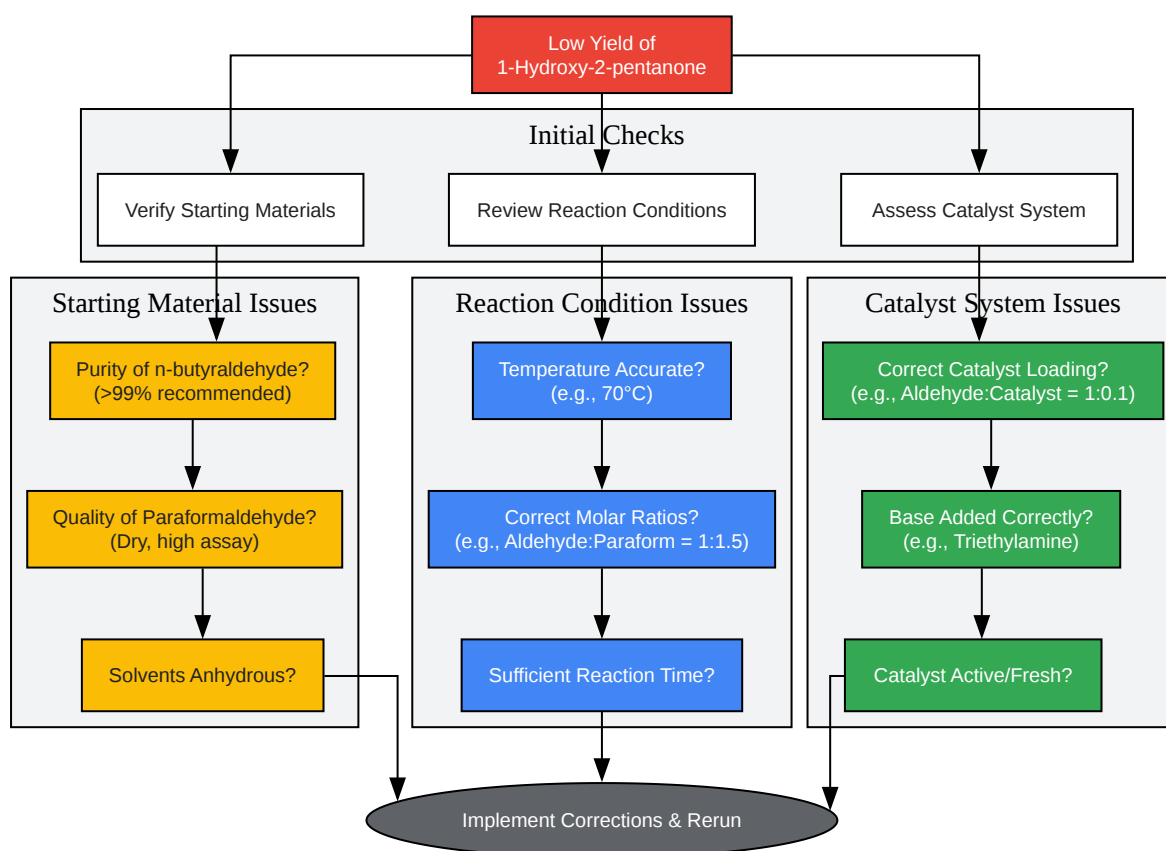 Low Yield of
1-Hydroxy-2-pentanone
Initial Checks
Verify Starting Materials
Review Reaction Conditions
Assess Catalyst System
Starting Material Issues
Reaction Condition Issues
Catalyst System Issues
Purity of n-butyraldehyde?
(>99% recommended)
Temperature Accurate?
(e.g., 70°C)
Correct Catalyst Loading?
(e.g., Aldehyde:Catalyst = 1:0.1)
Quality of Paraformaldehyde?
(Dry, high assay)
Correct Molar Ratios?
(e.g., Aldehyde:Paraform = 1:1.5)
Base Added Correctly?
(e.g., Triethylamine)
Solvents Anhydrous?
Sufficient Reaction Time?
Catalyst Active/Fresh?
Implement Corrections & Rerun